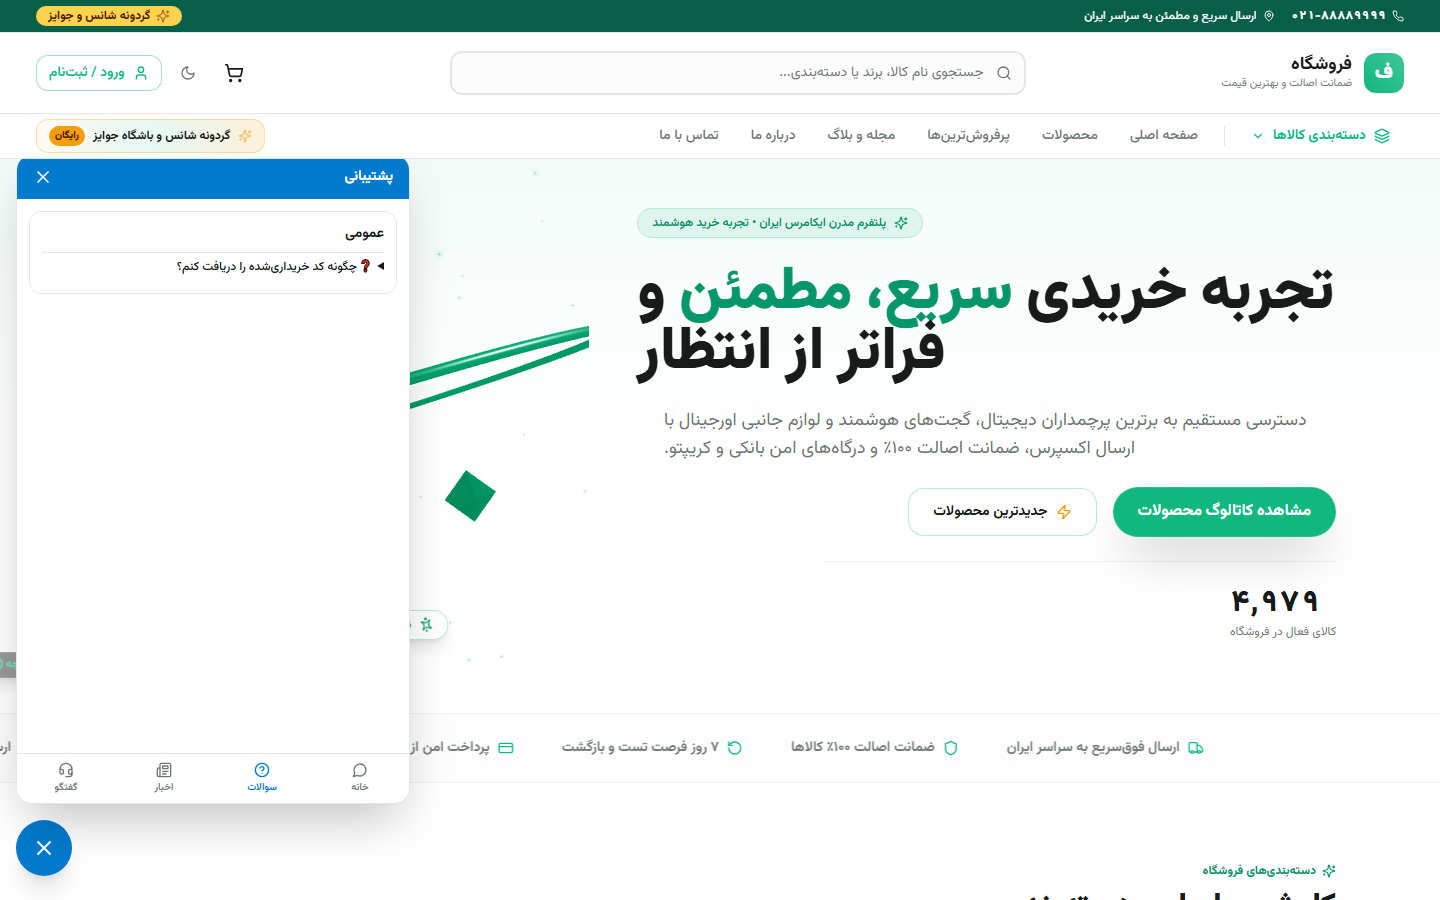 ۰۲۱-۸۸۸۸۹۹۹۹
ارسال سریع و مطمئن به سراسر ایران
گردونه شانس و جوایز
ف
فروشگاه
ضمانت اصالت و بهترین قیمت
جستجوی نام کالا، برند یا دسته‌بندی...
ورود / ثبت‌نام
دسته‌بندی کالاها
صفحه اصلی
محصولات
پرفروش‌ترین‌ها
مجله و بلاگ
درباره ما
تماس با ما
گردونه شانس و باشگاه جوایز
رایگان
پلتفرم مدرن ایکامرس ایران • تجربه خرید هوشمند
تجربه خریدی سریع، مطمئن و
فراتر از انتظار
دسترسی مستقیم به برترین پرچمداران دیجیتال، گجت‌های هوشمند و لوازم جانبی اورجینال با
ارسال اکسپرس، ضمانت اصالت ۱۰۰٪ و درگاه‌های امن بانکی و کریپتو.
مشاهده کاتالوگ محصولات
جدیدترین محصولات
۴,۹۷۹
کالای فعال در فروشگاه
پشتیبانی
عمومی
❓ چگونه کد خریداری‌شده را دریافت کنم؟
خانه
سوالات
اخبار
گفتگو
ارسال فوق‌سریع به سراسر ایران
ضمانت اصالت ۱۰۰٪ کالاها
۷ روز فرصت تست و بازگشت
پرداخت امن از
دسته‌بندی‌های فروشگاه